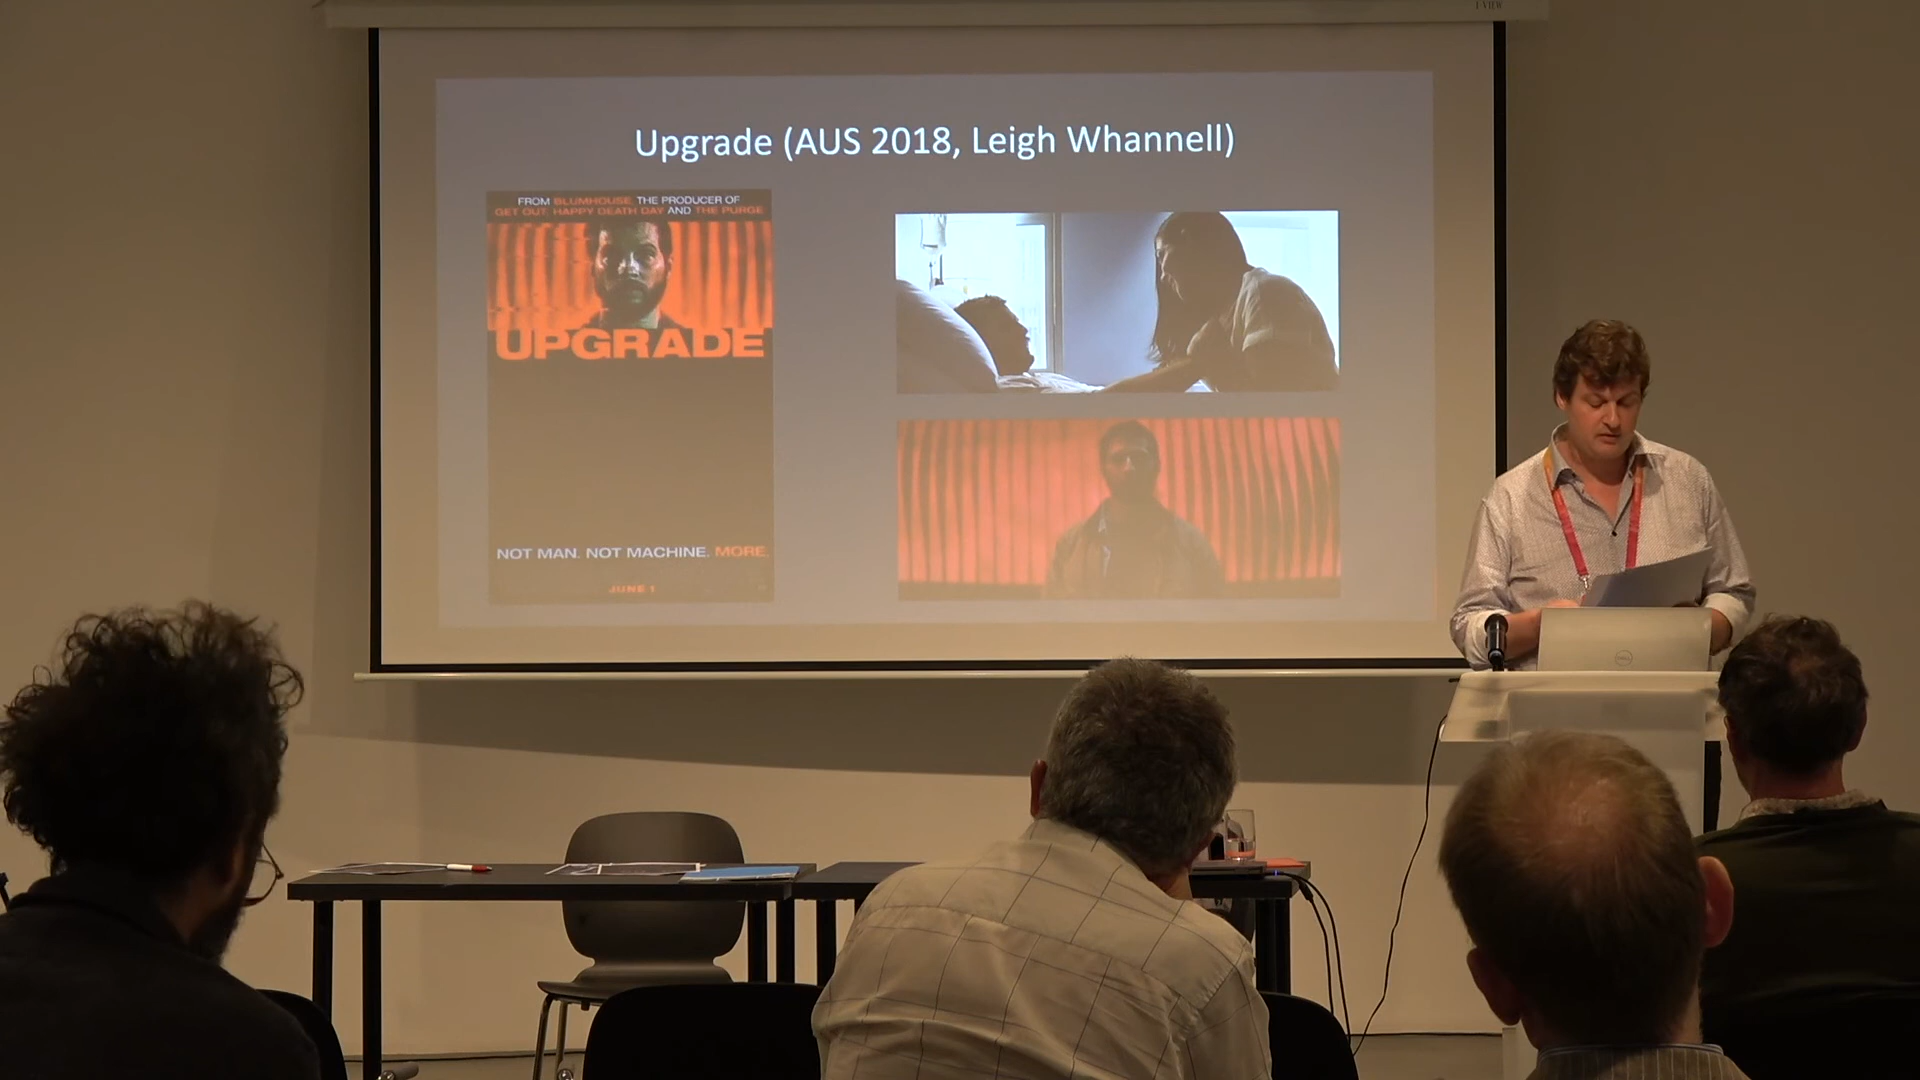 Upgrade (AUS 2018, Leigh Whannell)
FROM BLUMHOUSE, THE PRODUCER OF
GET OUT, HAPPY DEATH DAY AND THE PURGE
UPGRADE
NOT MAN. NOT MACHINE. MORE.
JUNE 1
DELL